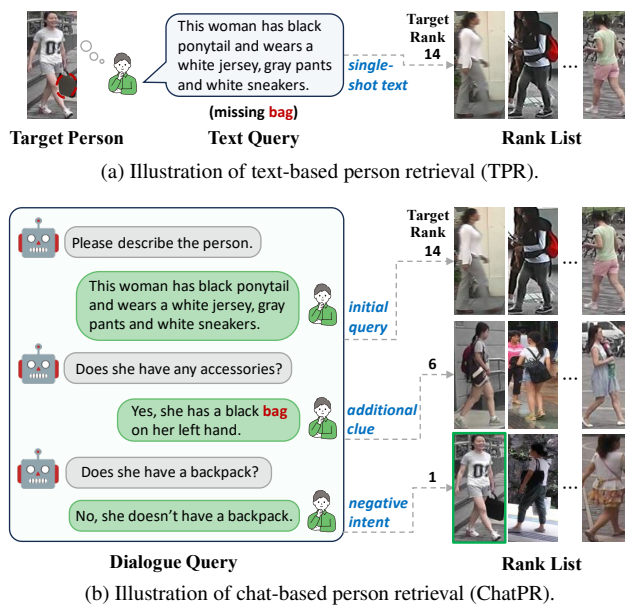 This woman has black
ponytail and wears a
white jersey, gray pants
and white sneakers.
(missing bag)
single-
shot text
Target
Rank
14
...
Target Person
Text Query
Rank List
(a) Illustration of text-based person retrieval (TPR).
Please describe the person.
This woman has black ponytail
and wears a white jersey, gray
pants and white sneakers.
initial
query
Target
Rank
14
...
Does she have any accessories?
Yes, she has a black bag
on her left hand.
additional
clue
6
...
Does she have a backpack?
No, she doesn't have a backpack.
negative
intent
1
...
Dialogue Query
Rank List
(b) Illustration of chat-based person retrieval (ChatPR).